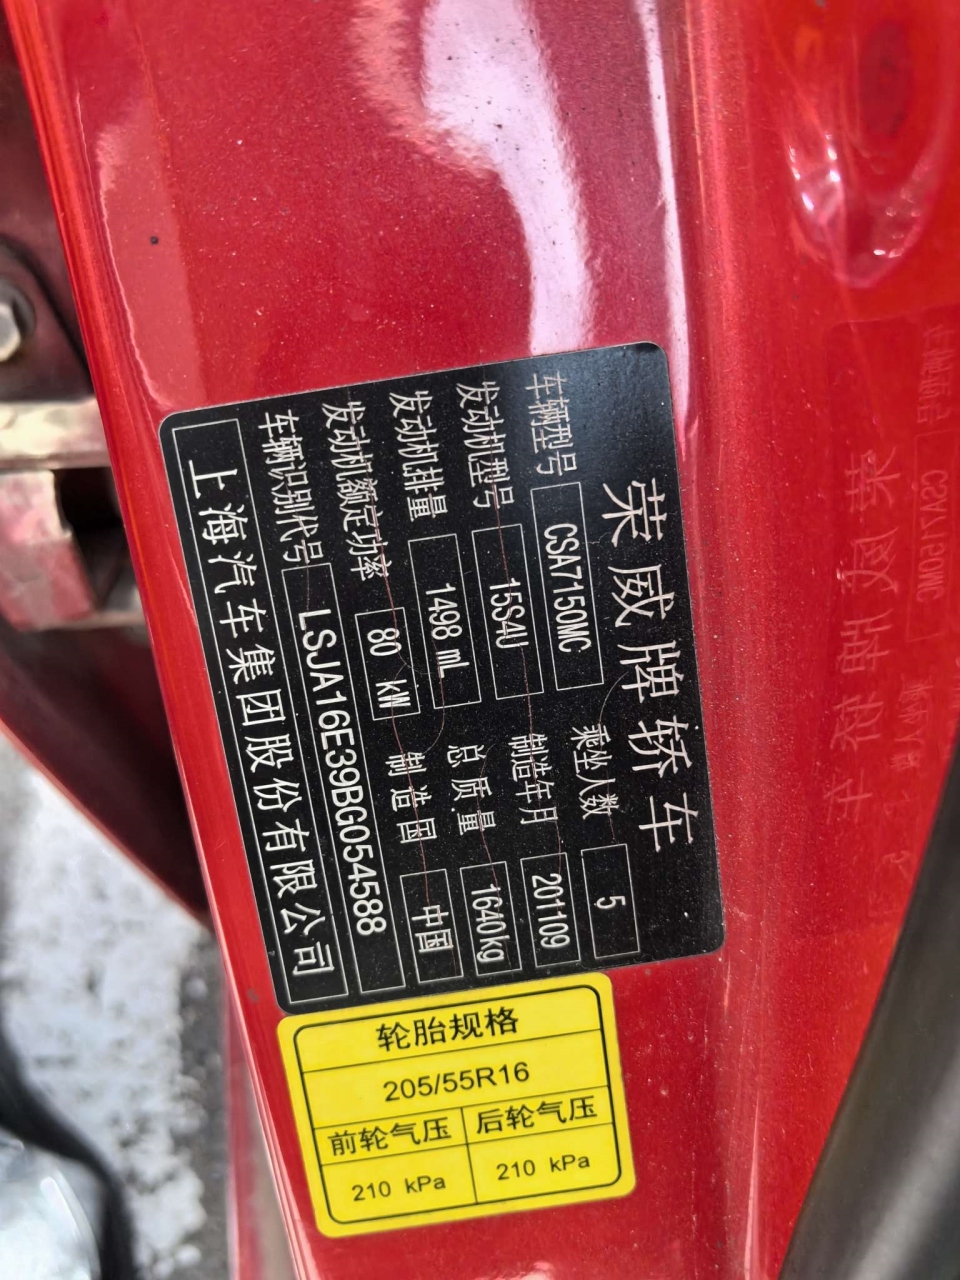 荣威牌轿车
车辆型号 CSA7150MC 乘坐人数 5
发动机型号 15S4U 制造年月 201109
发动机排量 1498 mL 总质量 1640kg
发动机额定功率 80 kW 制造国 中国
车辆识别代号 LSJA16E39BG054588
上海汽车集团股份有限公司
轮胎规格
205/55R16
前轮气压 后轮气压
210 kPa 210 kPa